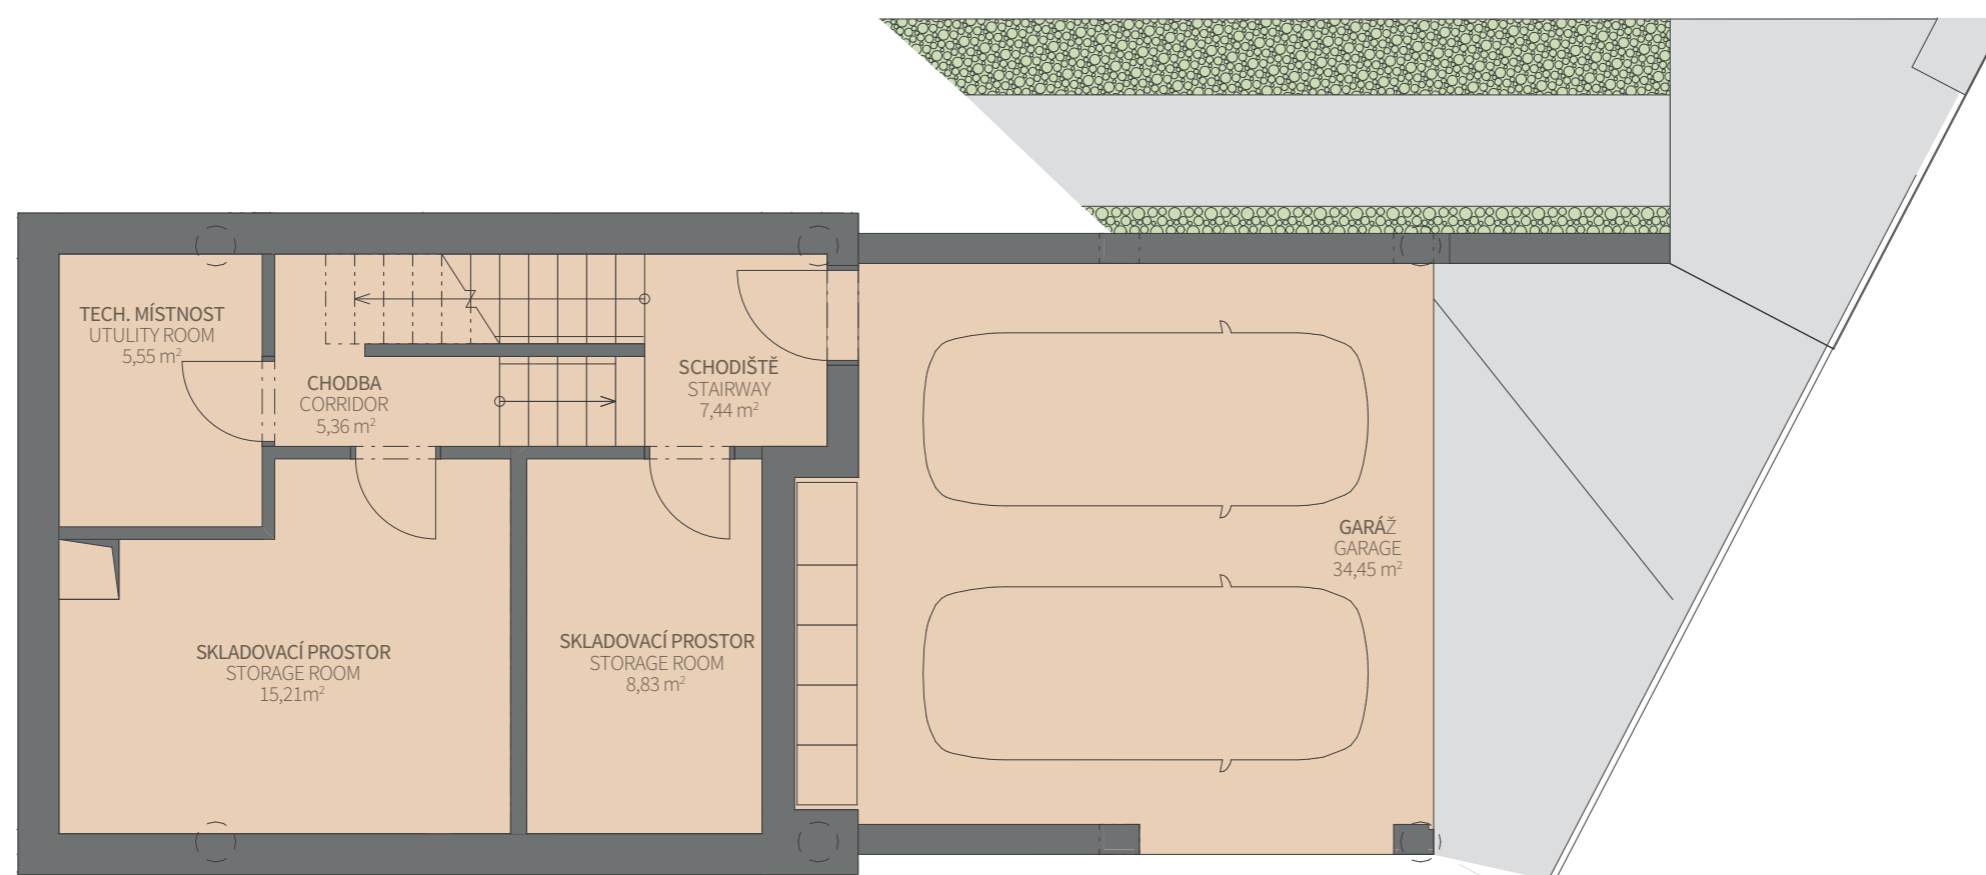 TECH. MÍSTNOST
UTULITY ROOM
5,55 m²
CHODBA
CORRIDOR
5,36 m²
SCHODIŠTĚ
STAIRWAY
7,44 m²
GARÁŽ
GARAGE
34,45 m²
SKLADOVACÍ PROSTOR
STORAGE ROOM
15,21m²
SKLADOVACÍ PROSTOR
STORAGE ROOM
8,83 m²